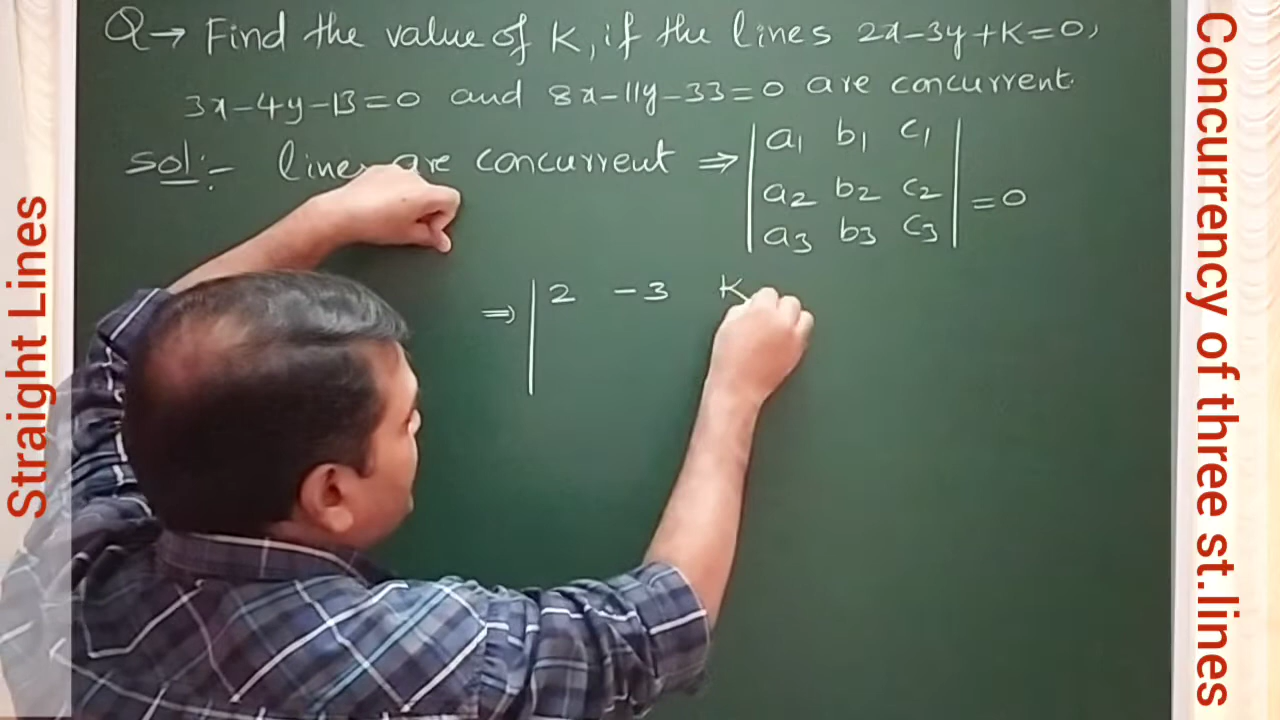 Straight Lines
Q→ Find the value of K, if the lines 2x-3y+K=0,
3x-4y-13=0 and 8x-11y-33=0 are concurrent.
Sol:- lines are concurrent ⇒ | a1 b1 c1 |
| a2 b2 c2 | =0
| a3 b3 c3 |
⇒ | 2 -3 K
Concurrency of three st.lines